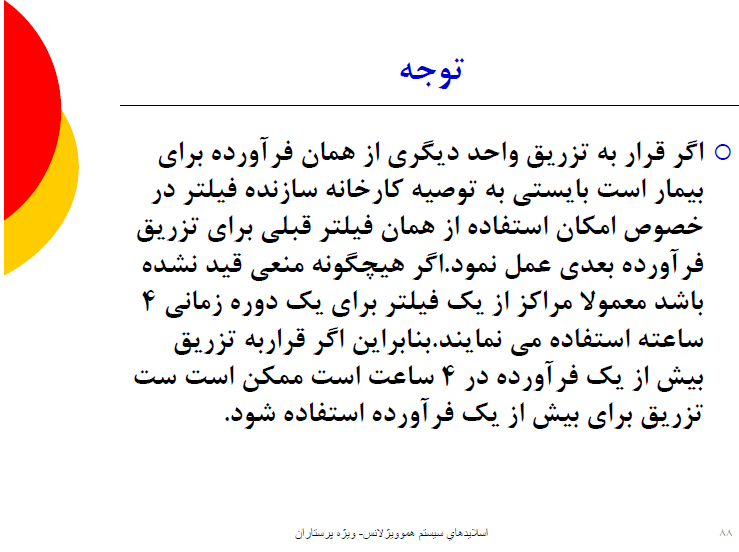 توجه
اگر قرار به تزریق واحد دیگری از همان فرآورده برای
بیمار است بایستی به توصیه کارخانه سازنده فیلتر در
خصوص امکان استفاده از همان فیلتر قبلی برای تزریق
فرآورده بعدی عمل نمود.اگر هیچگونه منعی قید نشده
باشد معمولا مراکز از یک فیلتر برای یک دوره زمانی ۴
ساعته استفاده می نمایند.بنابراین اگر قراربه تزریق
بیش از یک فرآورده در ۴ ساعت است ممکن است ست
تزریق برای بیش از یک فرآورده استفاده شود.
اسلایدهاي سیستم هموویژلانس- ویژه پرستاران
۸۸